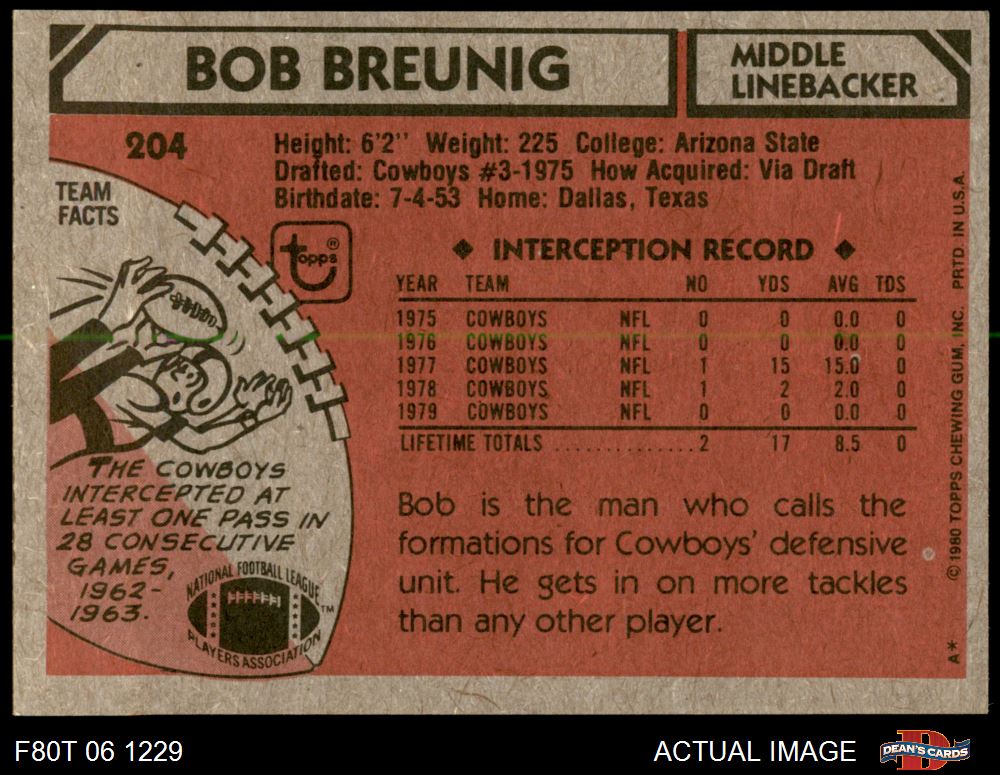 BOB BREUNIG
MIDDLE
LINEBACKER
204
Height: 6'2'' Weight: 225 College: Arizona State
Drafted: Cowboys #3-1975 How Acquired: Via Draft
Birthdate: 7-4-53 Home: Dallas, Texas
TEAM
FACTS
topps®
◆ INTERCEPTION RECORD ◆
YEAR TEAM NO YDS AVG TDS
1975 COWBOYS NFL 0 0 0.0 0
1976 COWBOYS NFL 0 0 0.0 0
1977 COWBOYS NFL 1 15 15.0 0
1978 COWBOYS NFL 1 2 2.0 0
1979 COWBOYS NFL 0 0 0.0 0
LIFETIME TOTALS .............. 2 17 8.5 0
THE COWBOYS
INTERCEPTED AT
LEAST ONE PASS IN
28 CONSECUTIVE
GAMES,
1962-
1963.
NATIONAL FOOTBALL LEAGUE
PLAYERS ASSOCIATION
TM
Bob is the man who calls the
formations for Cowboys' defensive
unit. He gets in on more tackles
than any other player.
A* © 1980 TOPPS CHEWING GUM, INC. PRTD IN U.S.A.
F80T 06 1229
ACTUAL IMAGE
DEAN'S CARDS